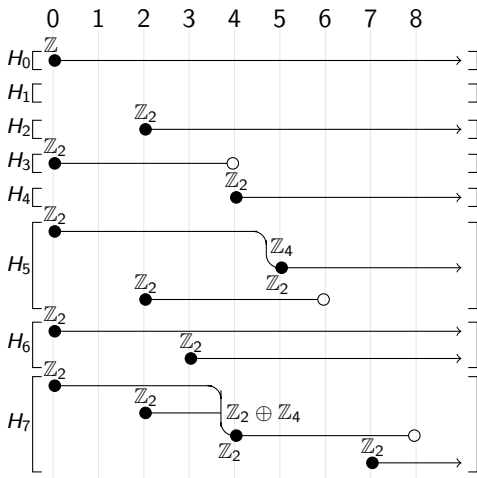 0 1 2 3 4 5 6 7 8
ℤ
H₀
H₁
ℤ₂
H₂
ℤ₂
H₃
ℤ₂
H₄
ℤ₂
ℤ₄
H₅
ℤ₂ ℤ₂
ℤ₂
H₆ ℤ₂
ℤ₂
ℤ₂ ℤ₂ ⊕ ℤ₄
H₇
ℤ₂ ℤ₂